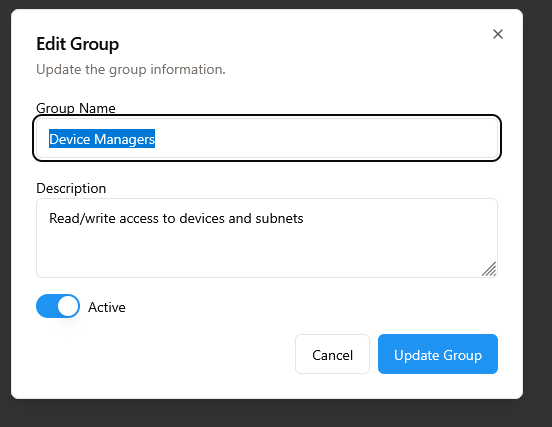 Edit Group
Update the group information.
Group Name
Device Managers
Description
Read/write access to devices and subnets
Active
Cancel
Update Group